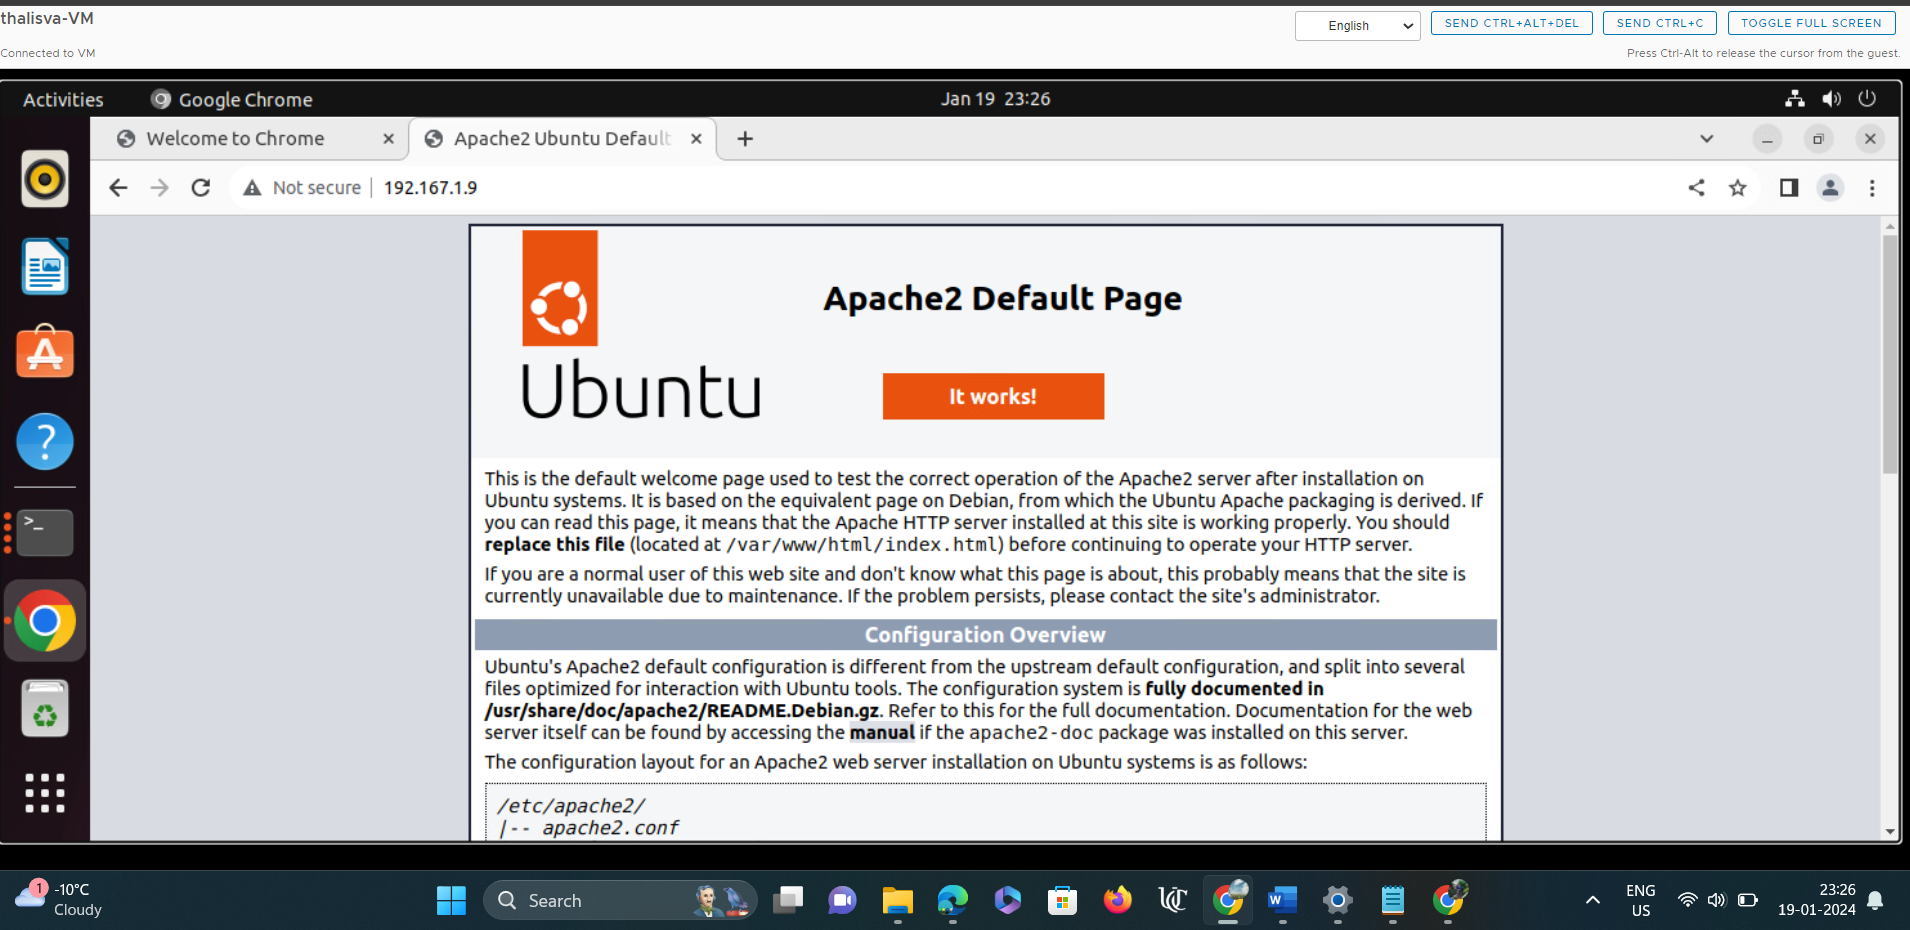 thalisva-VM
English
SEND CTRL+ALT+DEL
SEND CTRL+C
TOGGLE FULL SCREEN
Connected to VM
Press Ctrl-Alt to release the cursor from the guest.
Activities
Google Chrome
Jan 19 23:26
Welcome to Chrome
Apache2 Ubuntu Default
Not secure
192.167.1.9
Apache2 Default Page
Ubuntu
It works!
This is the default welcome page used to test the correct operation of the Apache2 server after installation on
Ubuntu systems. It is based on the equivalent page on Debian, from which the Ubuntu Apache packaging is derived. If
you can read this page, it means that the Apache HTTP server installed at this site is working properly. You should
replace this file (located at /var/www/html/index.html) before continuing to operate your HTTP server.
If you are a normal user of this web site and don't know what this page is about, this probably means that the site is
currently unavailable due to maintenance. If the problem persists, please contact the site's administrator.
Configuration Overview
Ubuntu's Apache2 default configuration is different from the upstream default configuration, and split into several
files optimized for interaction with Ubuntu tools. The configuration system is fully documented in
/usr/share/doc/apache2/README.Debian.gz. Refer to this for the full documentation. Documentation for the web
server itself can be found by accessing the manual if the apache2-doc package was installed on this server.
The configuration layout for an Apache2 web server installation on Ubuntu systems is as follows:
/etc/apache2/
|-- apache2.conf
1
-10°C
Cloudy
Search
ENG
US
23:26
19-01-2024